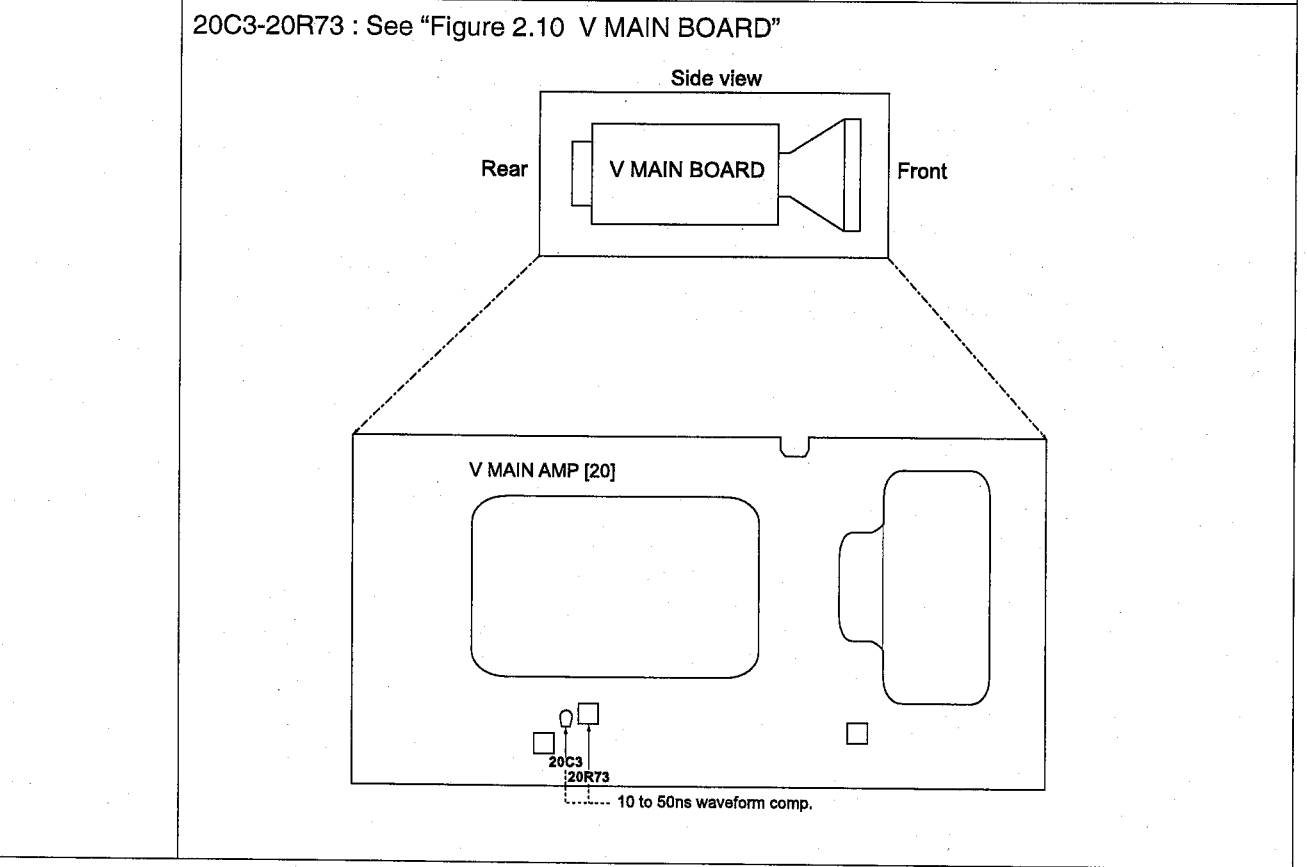 20C3-20R73 : See “Figure 2.10 V MAIN BOARD”
Side view
Rear
V MAIN BOARD
Front
V MAIN AMP [20]
20C3
20R73
10 to 50ns waveform comp.